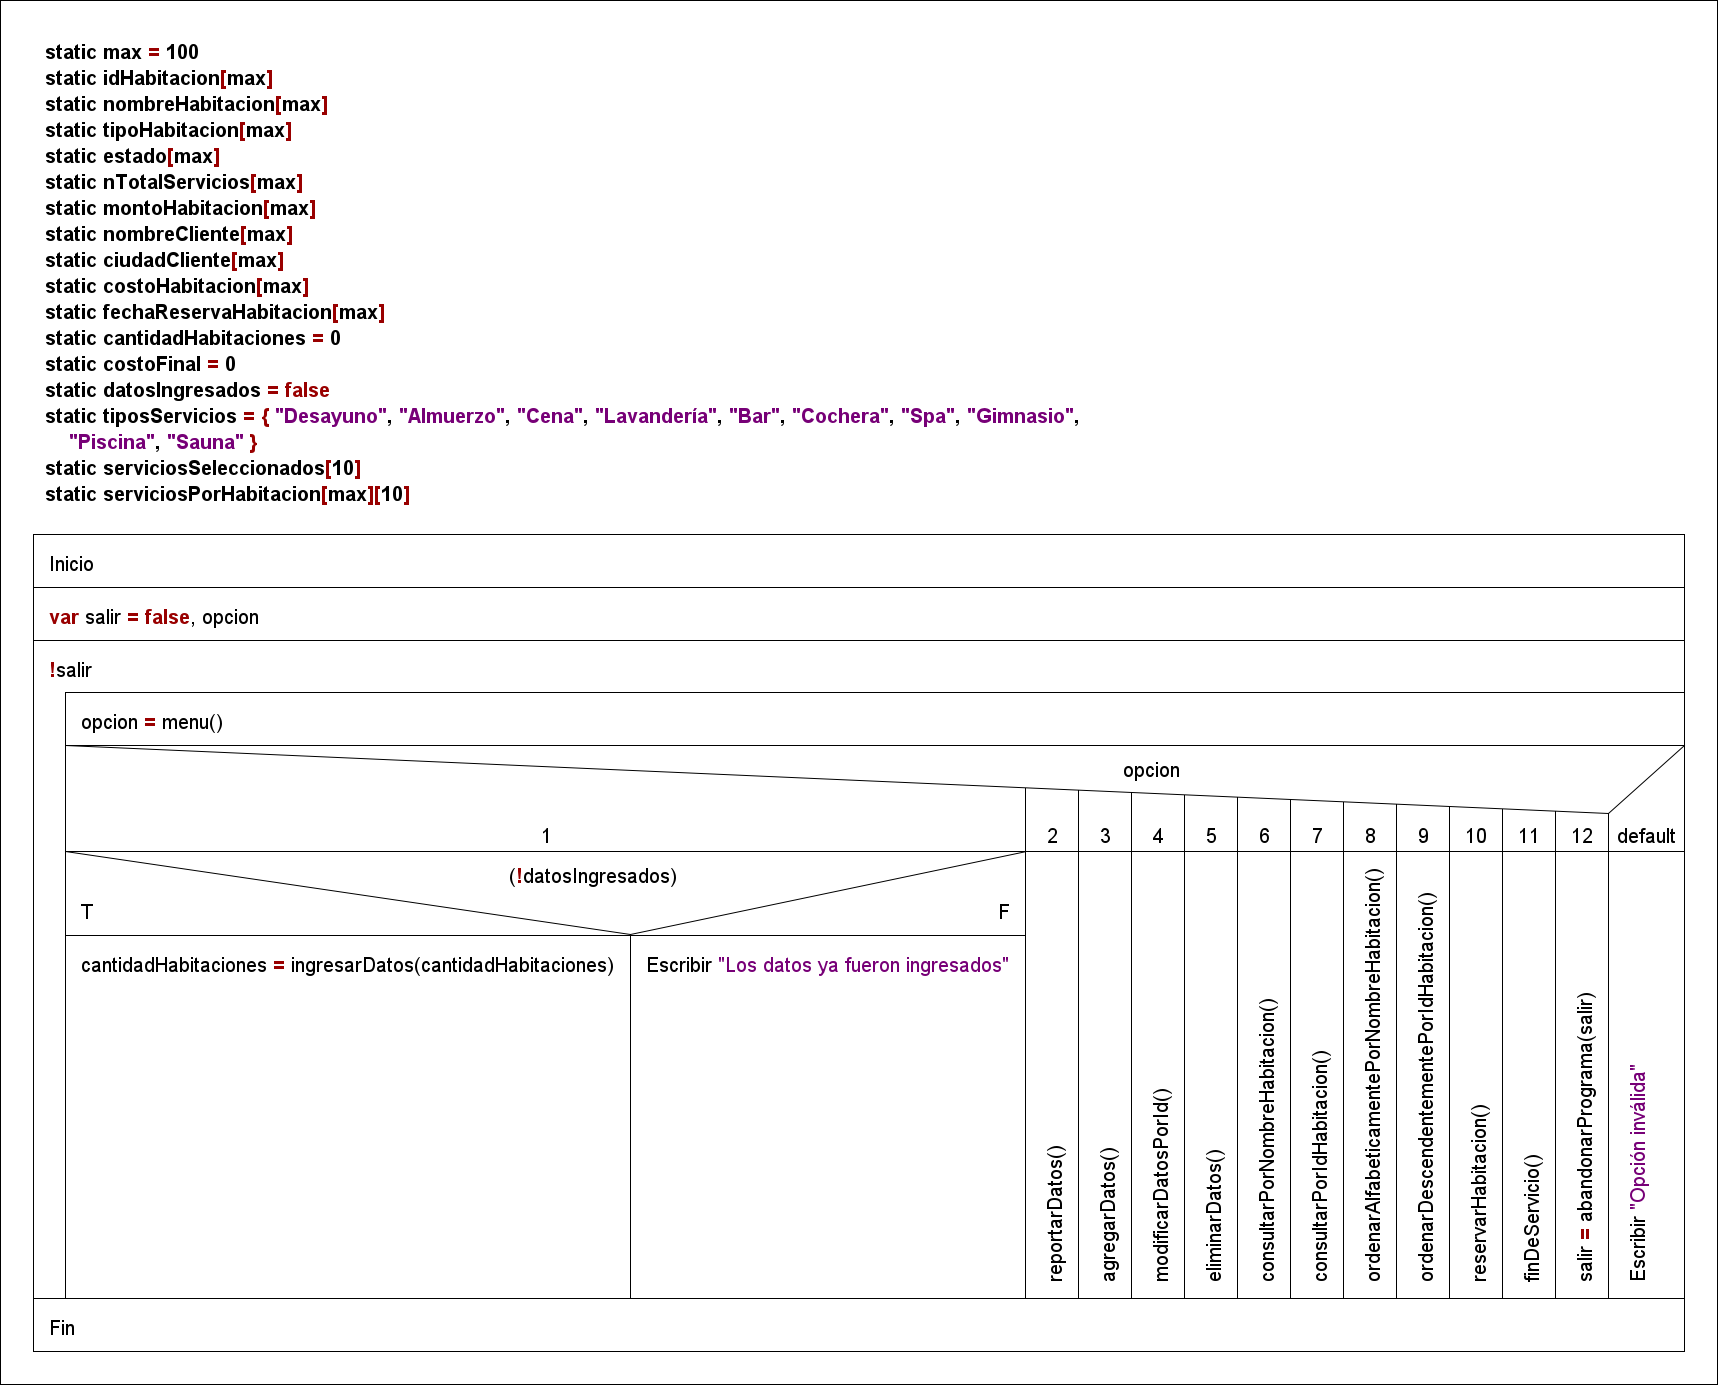 static max = 100
static idHabitacion[max]
static nombreHabitacion[max]
static tipoHabitacion[max]
static estado[max]
static nTotalServicios[max]
static montoHabitacion[max]
static nombreCliente[max]
static ciudadCliente[max]
static costoHabitacion[max]
static fechaReservaHabitacion[max]
static cantidadHabitaciones = 0
static costoFinal = 0
static datosIngresados = false
static tiposServicios = { "Desayuno", "Almuerzo", "Cena", "Lavandería", "Bar", "Cochera", "Spa", "Gimnasio",
"Piscina", "Sauna" }
static serviciosSeleccionados[10]
static serviciosPorHabitacion[max][10]
Inicio
var salir = false, opcion
!salir
opcion = menu()
opcion
1
2
3
4
5
6
7
8
9
10
11
12
default
(!datosIngresados)
T
F
cantidadHabitaciones = ingresarDatos(cantidadHabitaciones)
Escribir "Los datos ya fueron ingresados"
reportarDatos()
agregarDatos()
modificarDatosPorId()
eliminarDatos()
consultarPorNombreHabitacion()
consultarPorIdHabitacion()
ordenarAlfabeticamentePorNombreHabitacion()
ordenarDescendentementePorIdHabitacion()
reservarHabitacion()
finDeServicio()
salir = abandonarPrograma(salir)
Escribir "Opción inválida"
Fin